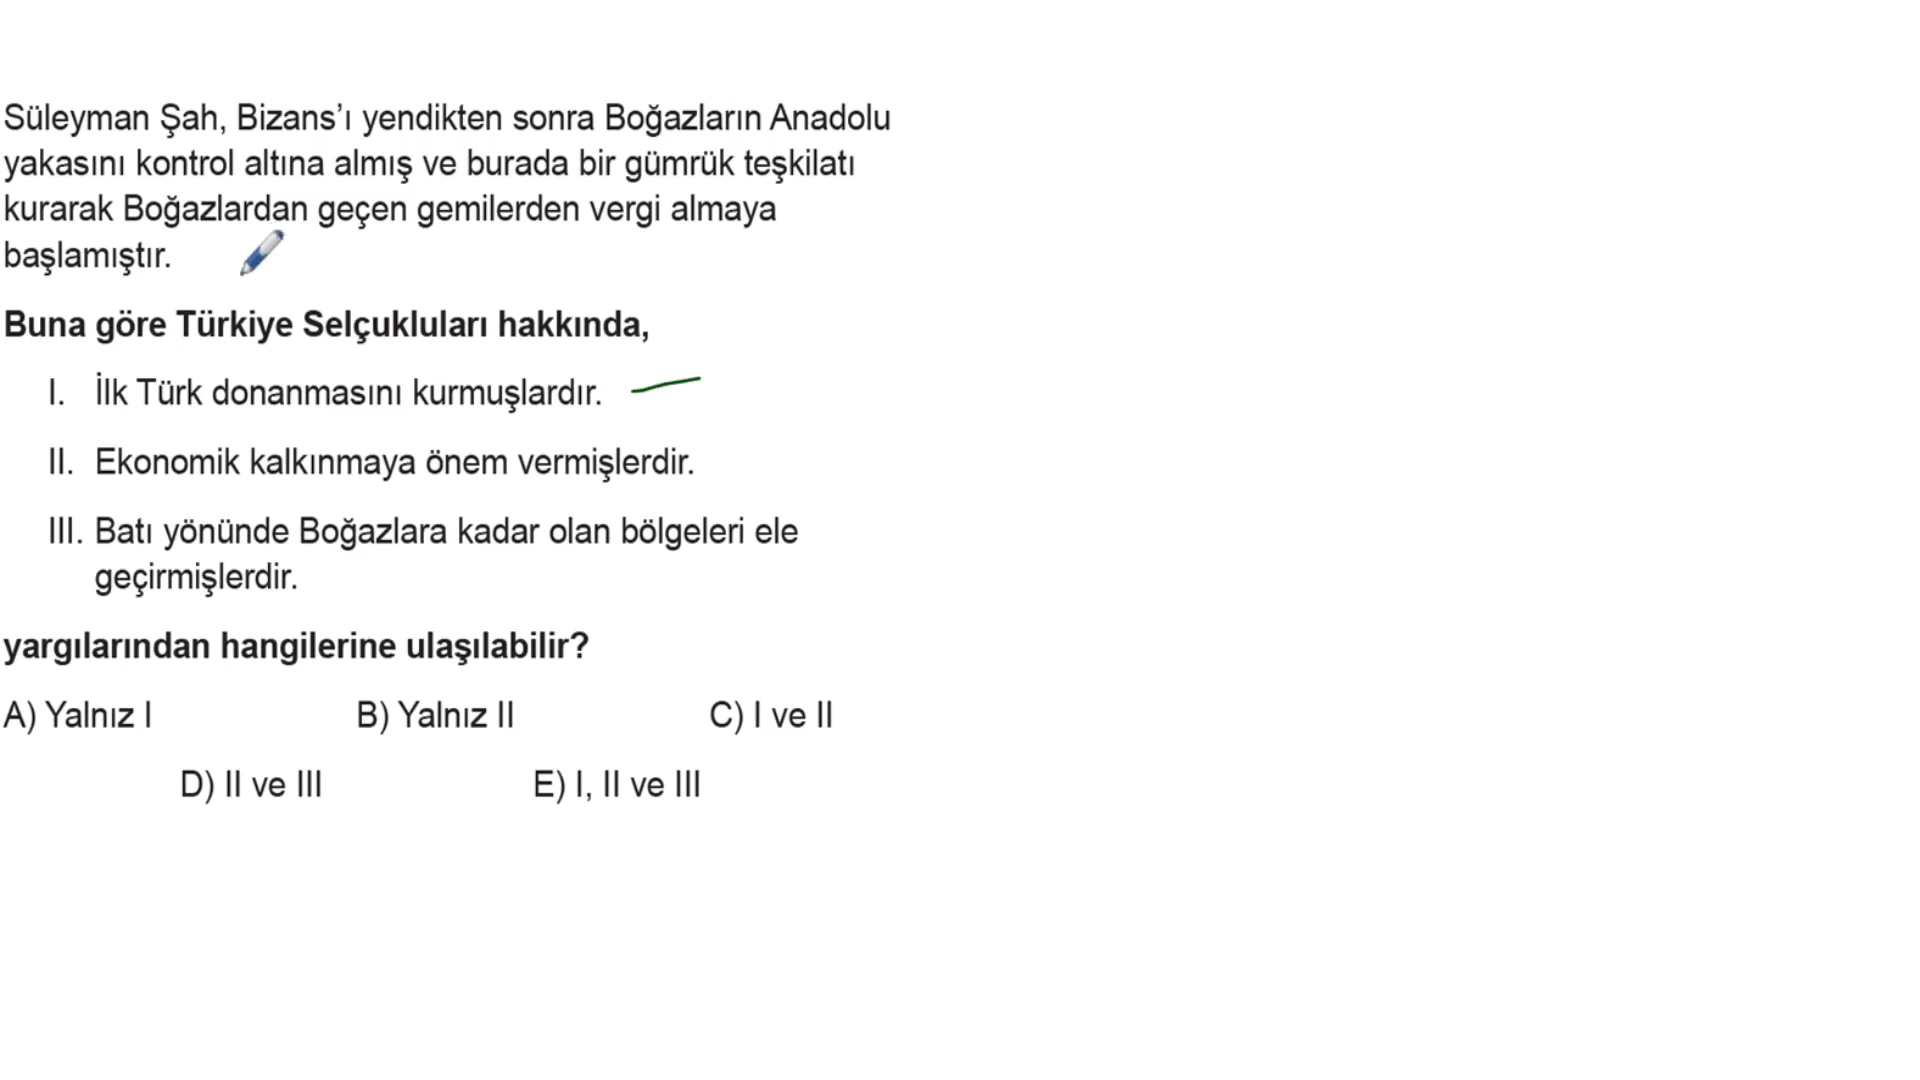 Süleyman Şah, Bizans’ı yendikten sonra Boğazların Anadolu
yakasını kontrol altına almış ve burada bir gümrük teşkilatı
kurarak Boğazlardan geçen gemilerden vergi almaya
başlamıştır.
Buna göre Türkiye Selçukluları hakkında,
I. İlk Türk donanmasını kurmuşlardır.
II. Ekonomik kalkınmaya önem vermişlerdir.
III. Batı yönünde Boğazlara kadar olan bölgeleri ele
geçirmişlerdir.
yargılarından hangilerine ulaşılabilir?
A) Yalnız I B) Yalnız II C) I ve II
D) II ve III E) I, II ve III